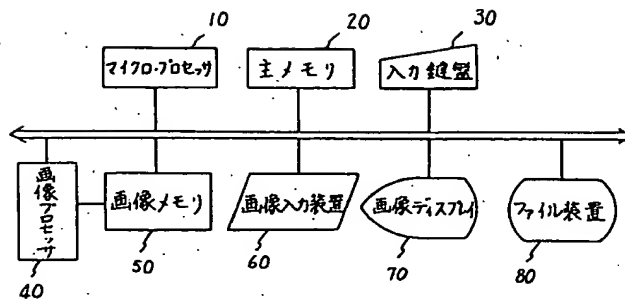 10
20
30
マイクロ・プロセッサ
主メモリ
入力鍵盤
画像プロセッサ
画像メモリ
画像入力装置
画像ディスプレイ
ファイル装置
40
50
60
70
80